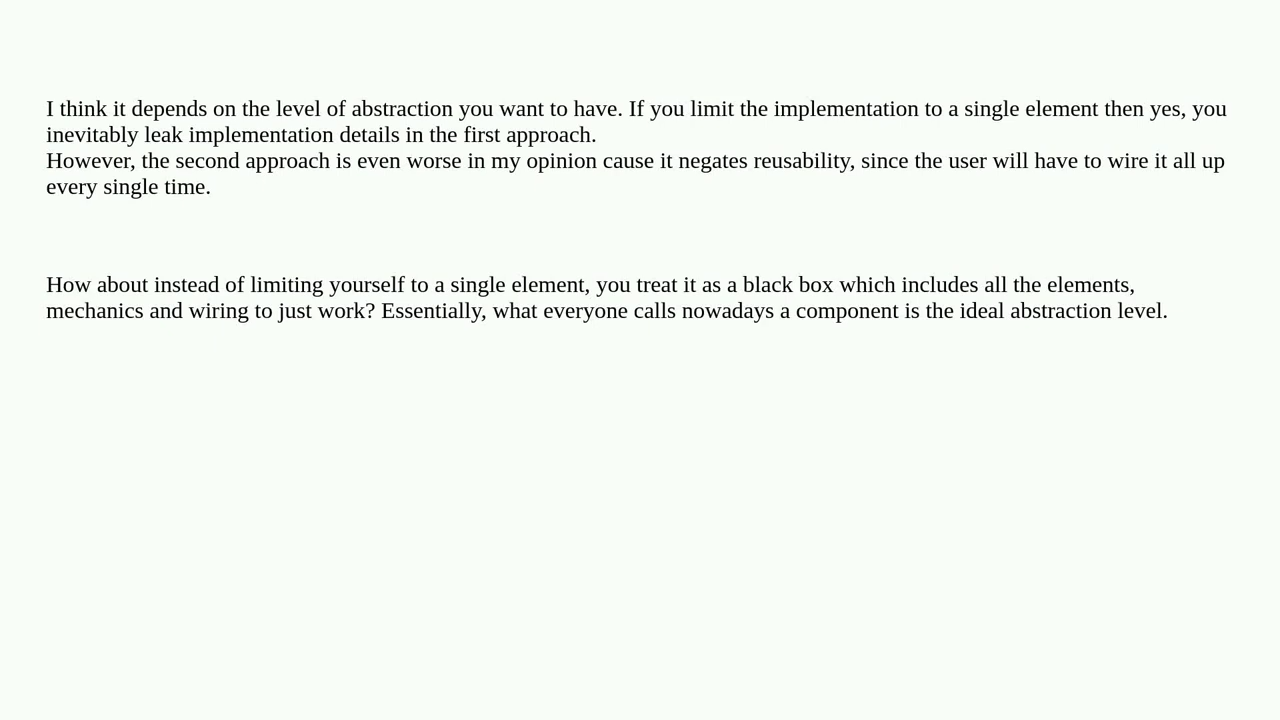 I think it depends on the level of abstraction you want to have. If you limit the implementation to a single element then yes, you
inevitably leak implementation details in the first approach.
However, the second approach is even worse in my opinion cause it negates reusability, since the user will have to wire it all up
every single time.
How about instead of limiting yourself to a single element, you treat it as a black box which includes all the elements,
mechanics and wiring to just work? Essentially, what everyone calls nowadays a component is the ideal abstraction level.